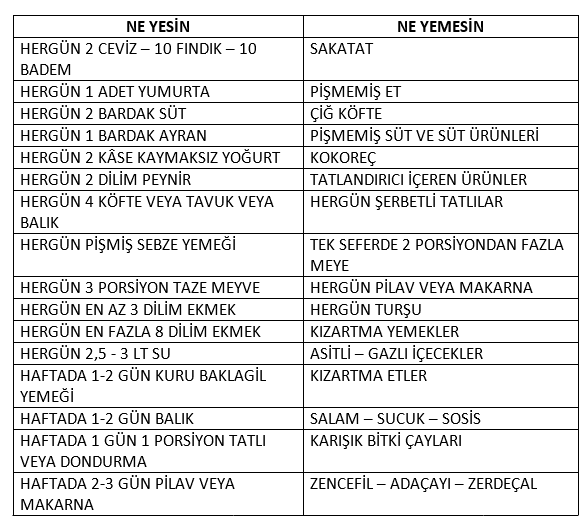 NE YESİN
NE YEMESİN
HERGÜN 2 CEVİZ – 10 FINDIK – 10
BADEM
SAKATAT
HERGÜN 1 ADET YUMURTA
PİŞMEMİŞ ET
HERGÜN 2 BARDAK SÜT
ÇİĞ KÖFTE
HERGÜN 1 BARDAK AYRAN
PİŞMEMİŞ SÜT VE SÜT ÜRÜNLERİ
HERGÜN 2 KÂSE KAYMAKSIZ YOĞURT
KOKOREÇ
HERGÜN 2 DİLİM PEYNİR
TATLANDIRICI İÇEREN ÜRÜNLER
HERGÜN 4 KÖFTE VEYA TAVUK VEYA
BALIK
HERGÜN ŞERBETLİ TATLILAR
HERGÜN PİŞMİŞ SEBZE YEMEĞİ
TEK SEFERDE 2 PORSİYONDAN FAZLA
MEYE
HERGÜN 3 PORSİYON TAZE MEYVE
HERGÜN PİLAV VEYA MAKARNA
HERGÜN EN AZ 3 DİLİM EKMEK
HERGÜN TURŞU
HERGÜN EN FAZLA 8 DİLİM EKMEK
KIZARTMA YEMEKLER
HERGÜN 2,5 - 3 LT SU
ASİTLİ – GAZLI İÇECEKLER
HAFTADA 1-2 GÜN KURU BAKLAGİL
YEMEĞİ
KIZARTMA ETLER
HAFTADA 1-2 GÜN BALIK
SALAM – SUCUK – SOSİS
HAFTADA 1 GÜN 1 PORSİYON TATLI
VEYA DONDURMA
KARIŞIK BİTKİ ÇAYLARI
HAFTADA 2-3 GÜN PİLAV VEYA
MAKARNA
ZENCEFİL – ADAÇAYI – ZERDEÇAL